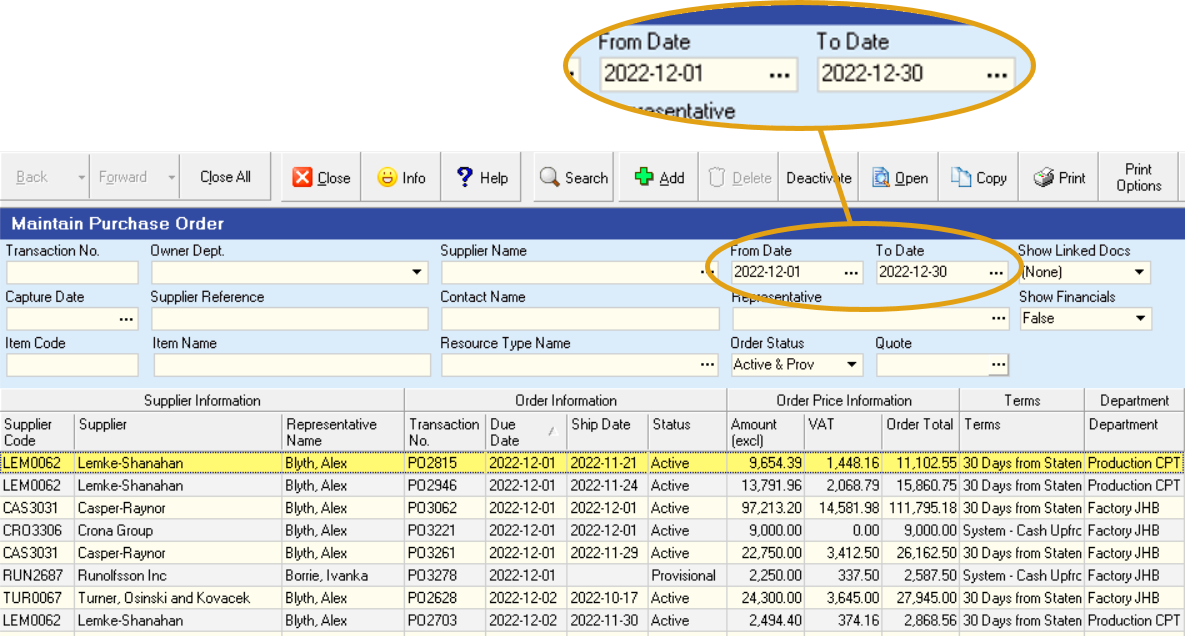 From Date To Date
2022-12-01 ... 2022-12-30 ...
Representative
Back Forward Close All Close Info Help Search Add Delete Deactivate Open Copy Print Print Options
Maintain Purchase Order
Transaction No. Owner Dept. Supplier Name From Date To Date Show Linked Docs
... 2022-12-01 ... 2022-12-30 ... (None)
Capture Date Supplier Reference Contact Name Representative Show Financials
... ... False
Item Code Item Name Resource Type Name Order Status Quote
... Active & Prov ...
Supplier Information Order Information Order Price Information Terms Department
Supplier Code Supplier Representative Name Transaction No. Due Date Ship Date Status Amount (excl) VAT Order Total Terms Department
LEM0062 Lemke-Shanahan Blyth, Alex PO2815 2022-12-01 2022-11-21 Active 9,654.39 1,448.16 11,102.55 30 Days from Staten Production CPT
LEM0062 Lemke-Shanahan Blyth, Alex PO2946 2022-12-01 2022-11-24 Active 13,791.96 2,068.79 15,860.75 30 Days from Staten Production CPT
CAS3031 Casper-Raynor Blyth, Alex PO3062 2022-12-01 2022-12-01 Active 97,213.20 14,581.98 111,795.18 30 Days from Staten Factory JHB
CRO3306 Crona Group Blyth, Alex PO3221 2022-12-01 2022-12-01 Active 9,000.00 0.00 9,000.00 System - Cash Upfrc Factory JHB
CAS3031 Casper-Raynor Blyth, Alex PO3261 2022-12-01 2022-11-29 Active 22,750.00 3,412.50 26,162.50 30 Days from Staten Factory JHB
RUN2687 Runolfsson Inc Borrie, Ivanka PO3278 2022-12-01 Provisional 2,250.00 337.50 2,587.50 System - Cash Upfrc Factory JHB
TUR0067 Turner, Osinski and Kovacek Blyth, Alex PO2628 2022-12-02 2022-10-17 Active 24,300.00 3,645.00 27,945.00 30 Days from Staten Factory JHB
LEM0062 Lemke-Shanahan Blyth, Alex PO2703 2022-12-02 2022-11-30 Active 2,494.40 374.16 2,868.56 30 Days from Staten Production CPT